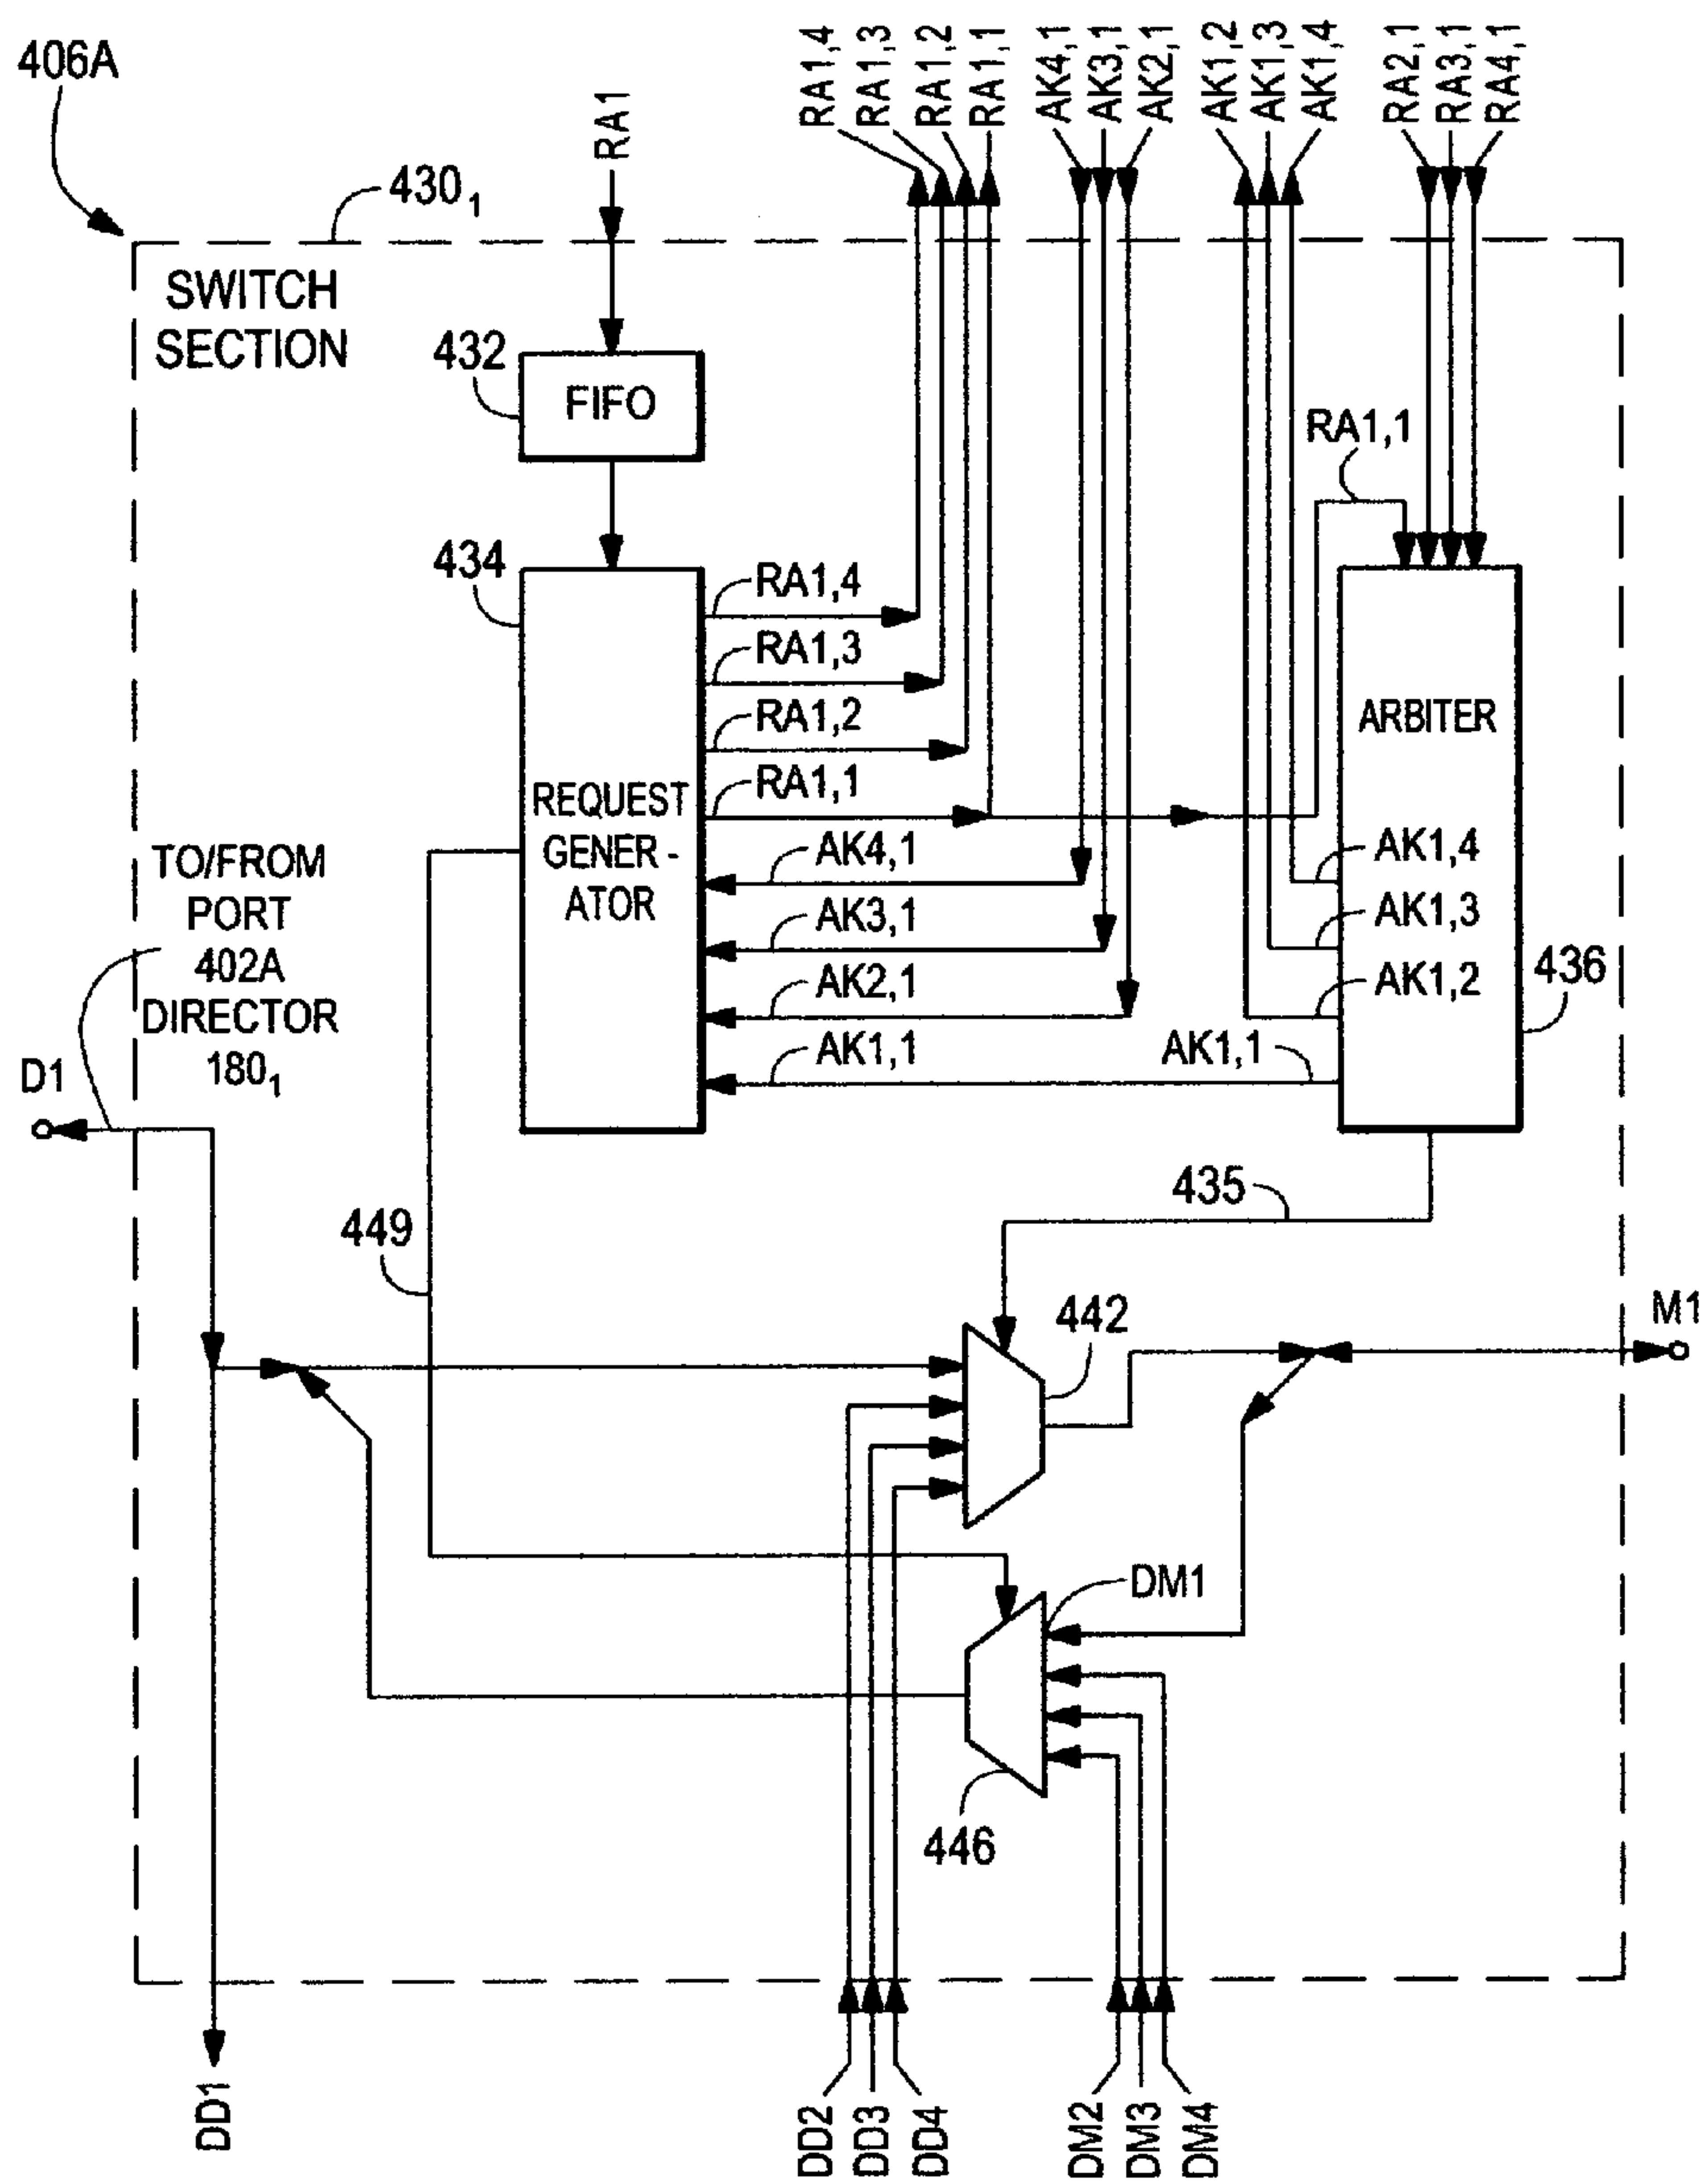 406A
RA1
RA1,4
RA1,3
RA1,2
RA1,1
AK4,1
AK3,1
AK2,1
AK1,2
AK1,3
AK1,4
RA2,1
RA3,1
RA4,1
430₁
SWITCH
SECTION
432
FIFO
RA1,1
434
RA1,4
RA1,3
RA1,2
RA1,1
REQUEST
GENER -
ATOR
ARBITER
AK4,1
AK3,1
AK2,1
AK1,1
AK1,1
AK1,4
AK1,3
AK1,2
436
TO/FROM
PORT
402A
DIRECTOR
180₁
D1
435
449
442
M1
DM1
446
DD1
DD2
DD3
DD4
DM2
DM3
DM4